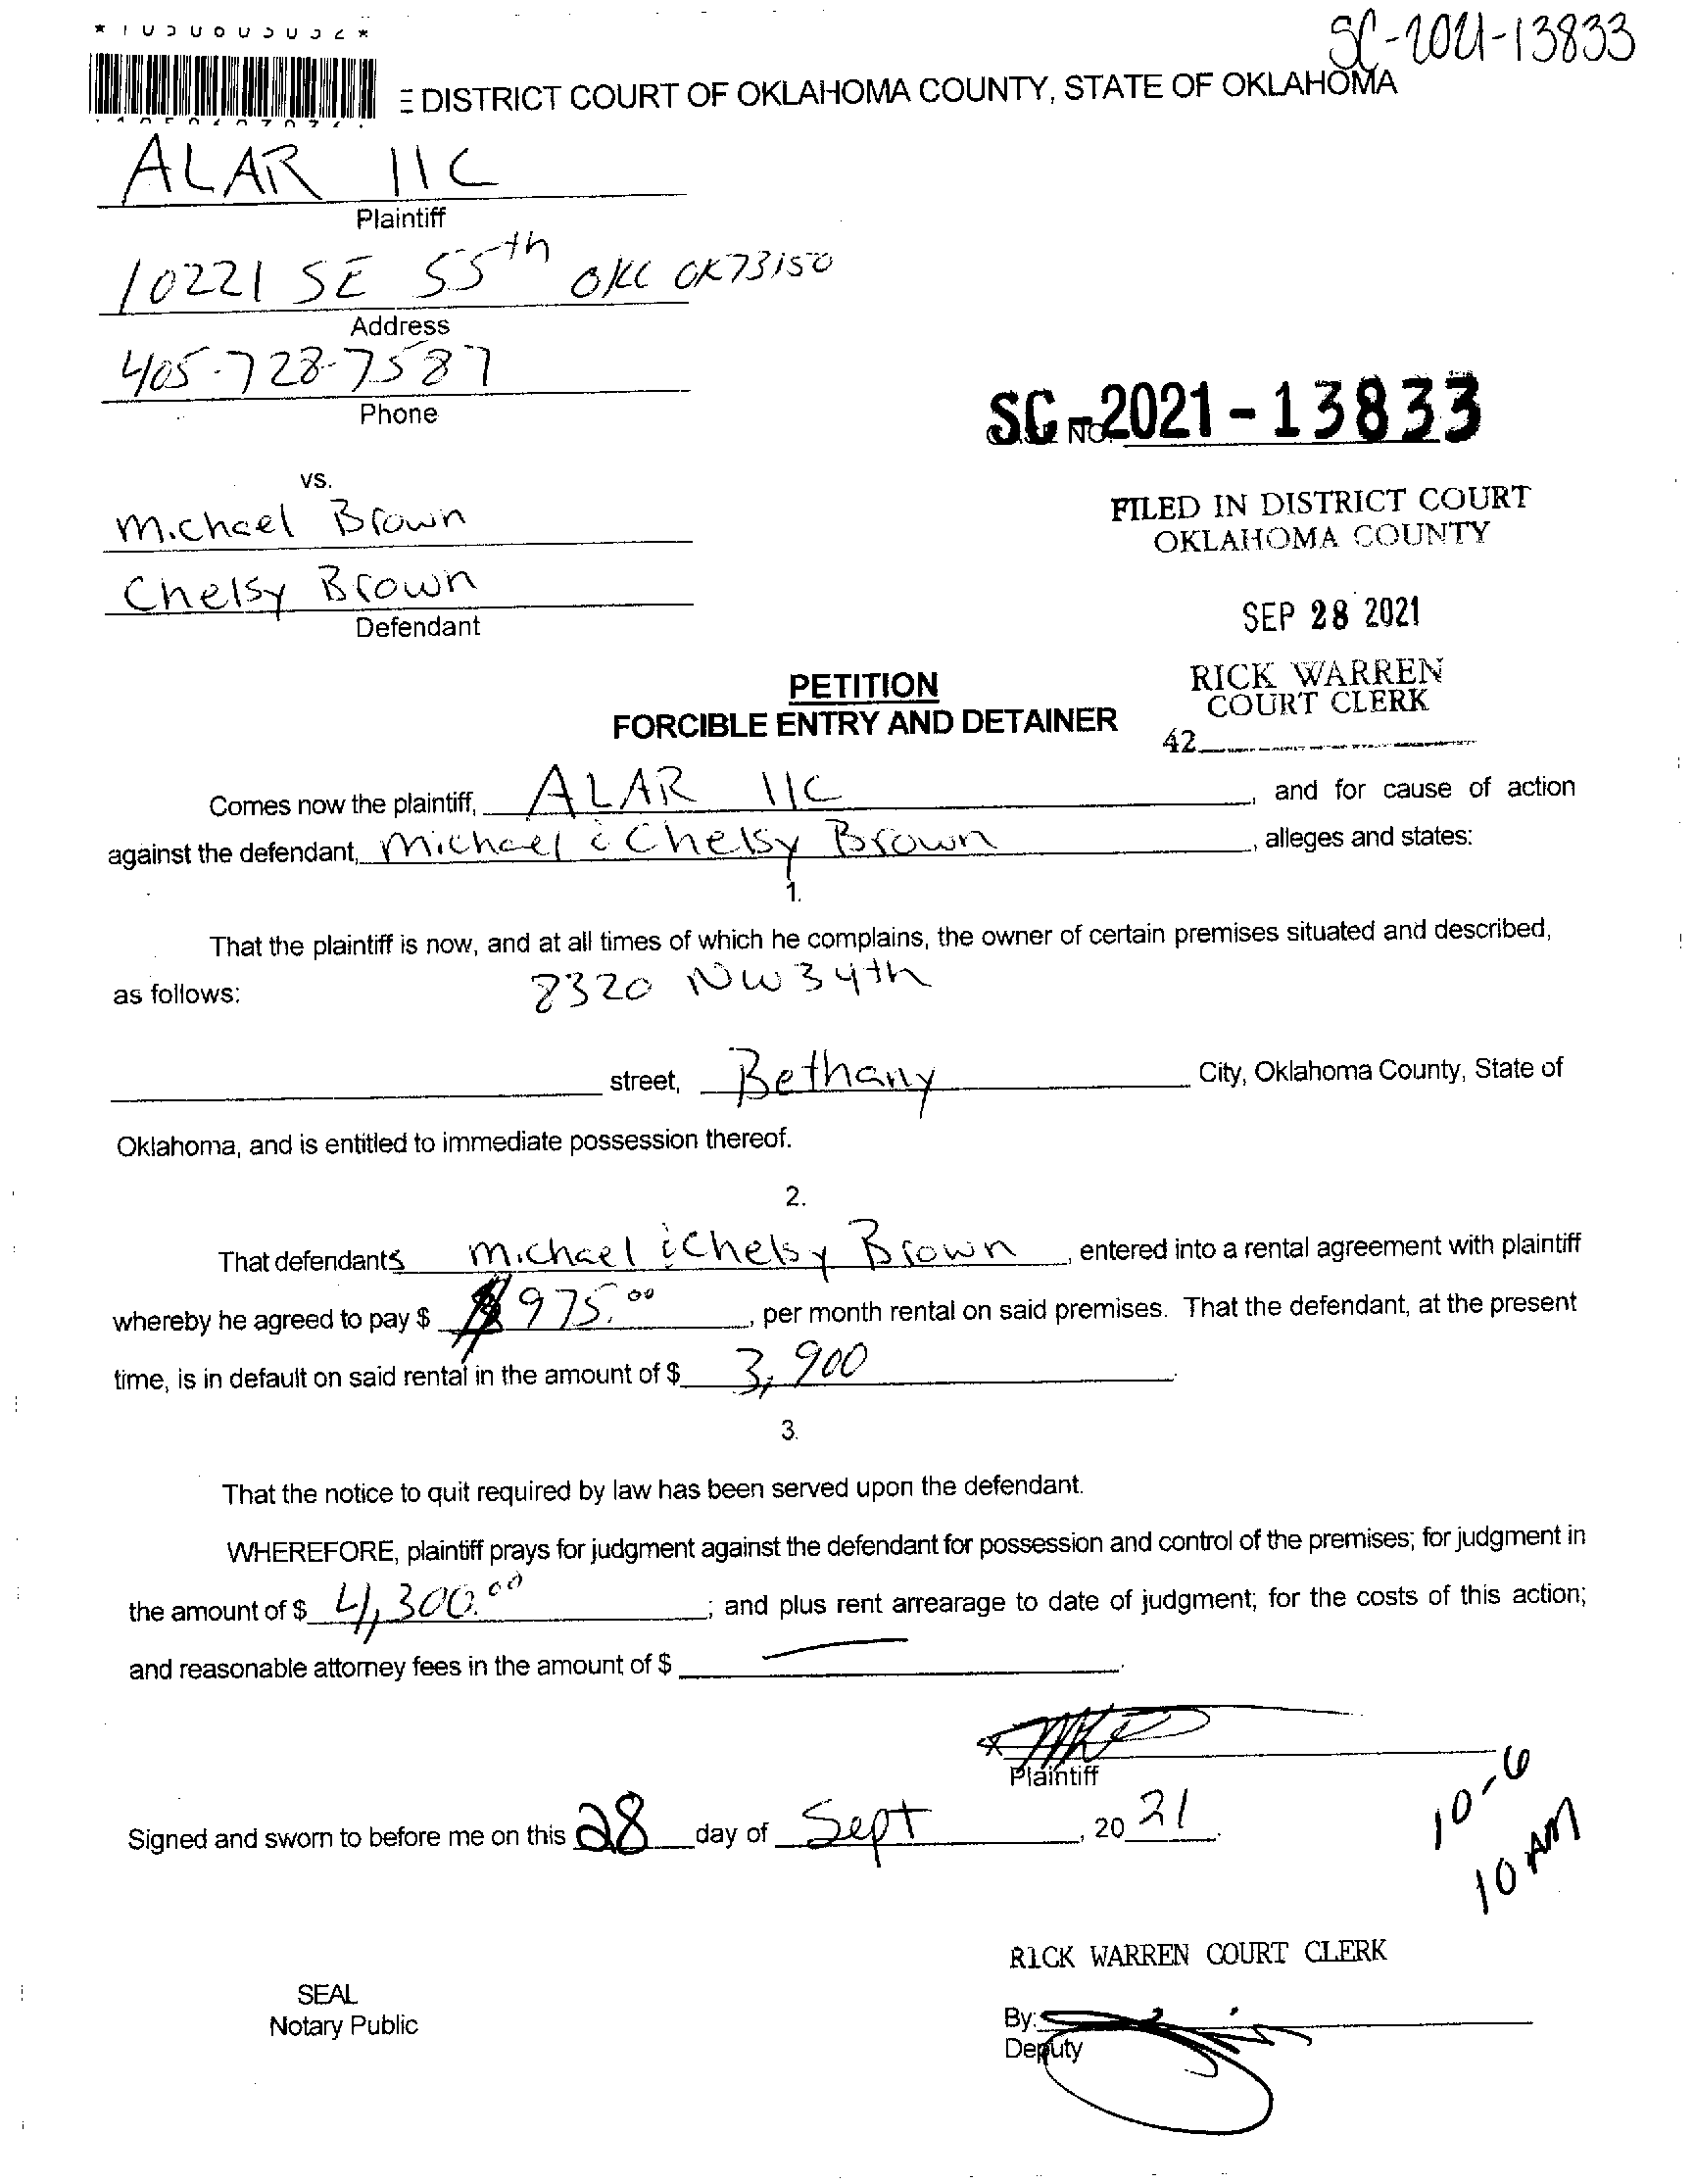 SC-2021-13833
DISTRICT COURT OF OKLAHOMA COUNTY, STATE OF OKLAHOMA
ALAR llC
Plaintiff
10221 SE 55th OKC OK73150
Address
405-728-7587
Phone
SC-2021-13833
NO.
vs.
Michael Brown
Chelsy Brown
Defendant
FILED IN DISTRICT COURT
OKLAHOMA COUNTY
SEP 28 2021
RICK WARREN
COURT CLERK
42
PETITION
FORCIBLE ENTRY AND DETAINER
Comes now the plaintiff, ALAR llC, and for cause of action
against the defendant, Michael & Chelsy Brown, alleges and states:
1.
That the plaintiff is now, and at all times of which he complains, the owner of certain premises situated and described,
as follows: 8320 NW 34th
street, Bethany City, Oklahoma County, State of
Oklahoma, and is entitled to immediate possession thereof.
2.
That defendants Michael & Chelsy Brown, entered into a rental agreement with plaintiff
whereby he agreed to pay $ 975.00, per month rental on said premises. That the defendant, at the present
time, is in default on said rental in the amount of $ 3,900.
3.
That the notice to quit required by law has been served upon the defendant.
WHEREFORE, plaintiff prays for judgment against the defendant for possession and control of the premises; for judgment in
the amount of $ 4,300.00; and plus rent arrearage to date of judgment; for the costs of this action;
and reasonable attorney fees in the amount of $ —.
x
Plaintiff
Signed and sworn to before me on this 28 day of Sept, 2021.
10-6
10 AM
RICK WARREN COURT CLERK
SEAL
Notary Public
By:
Deputy